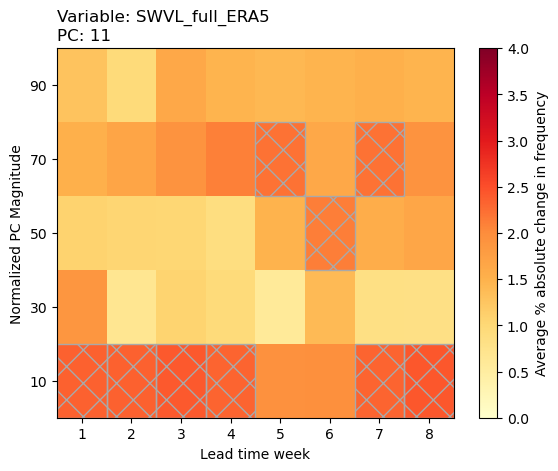 Variable: SWVL_full_ERA5
PC: 11
Normalized PC Magnitude
90
70
50
30
10
1 2 3 4 5 6 7 8
Lead time week
4.0
3.5
3.0
2.5
2.0
1.5
1.0
0.5
0.0
Average % absolute change in frequency